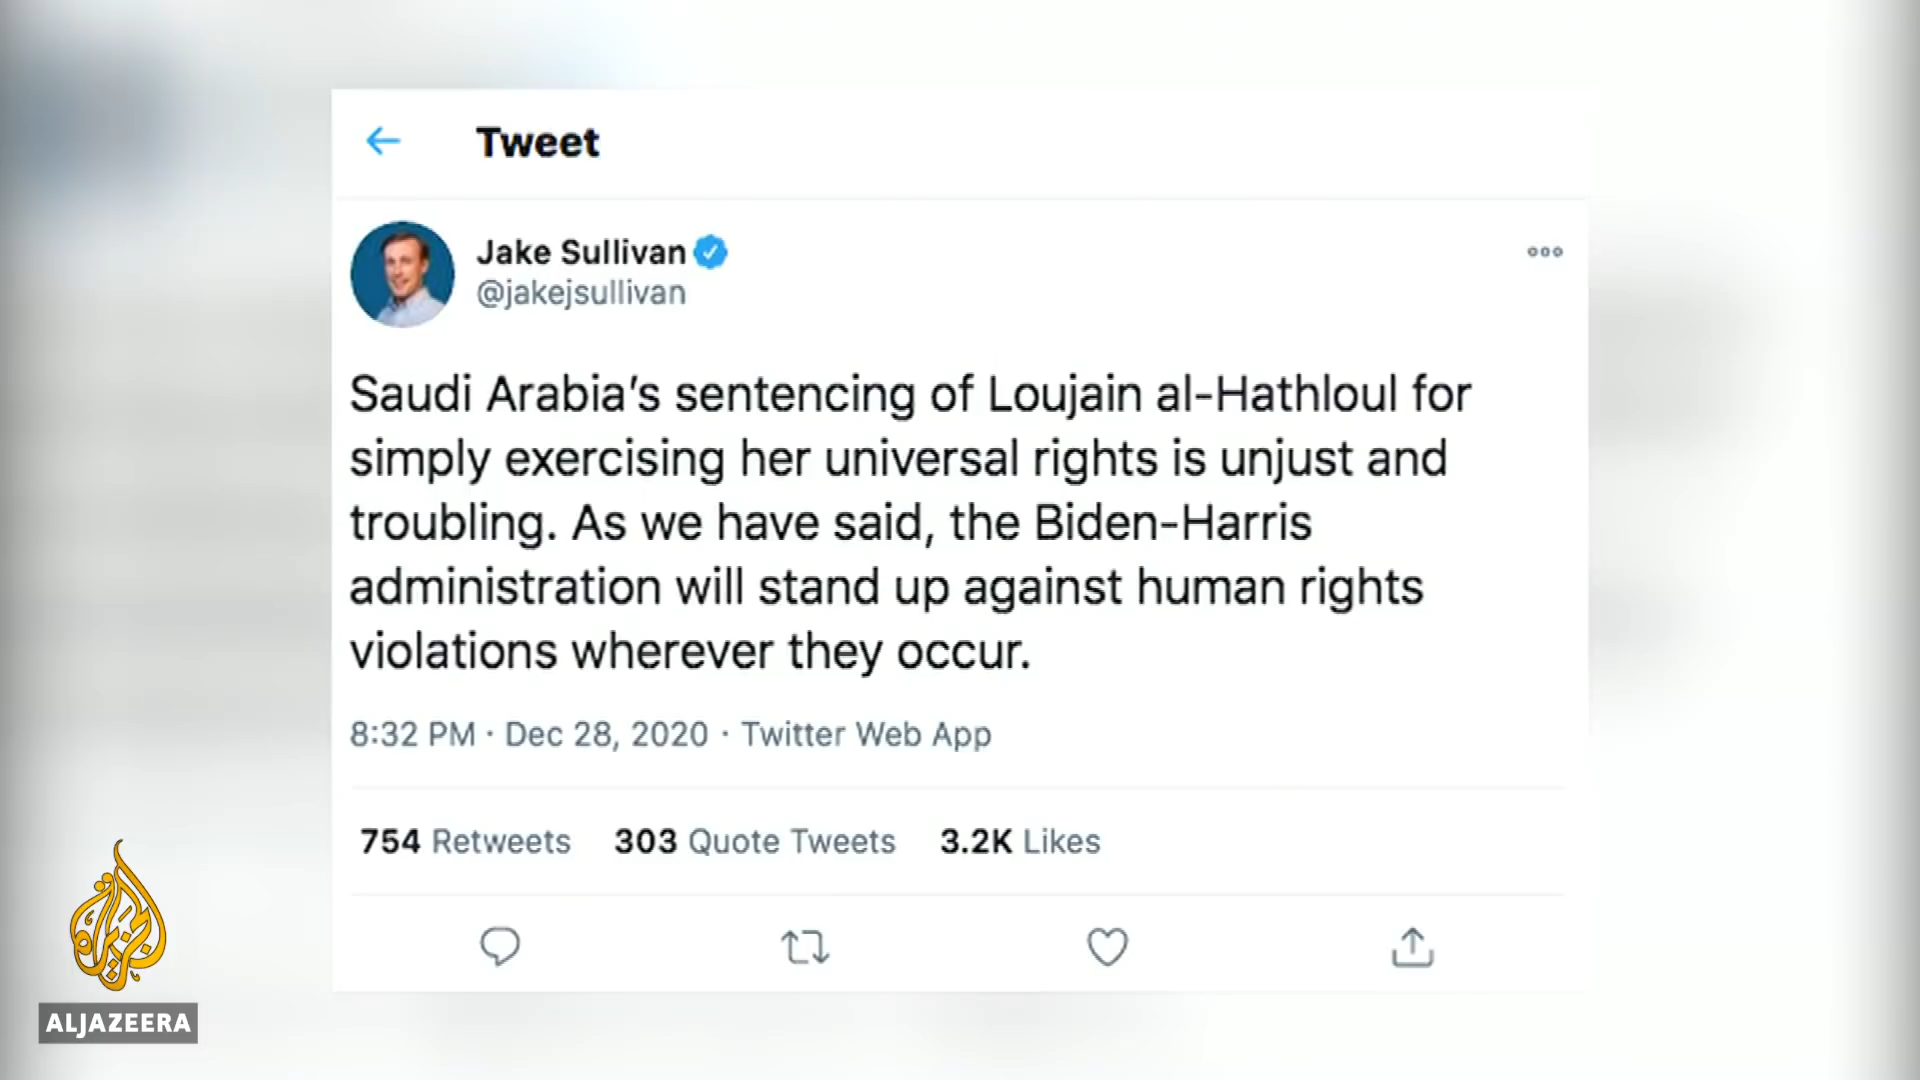 Tweet
Jake Sullivan
@jakejsullivan
Saudi Arabia's sentencing of Loujain al-Hathloul for
simply exercising her universal rights is unjust and
troubling. As we have said, the Biden-Harris
administration will stand up against human rights
violations wherever they occur.
8:32 PM · Dec 28, 2020 · Twitter Web App
754 Retweets 303 Quote Tweets 3.2K Likes
الجزيرة
ALJAZEERA